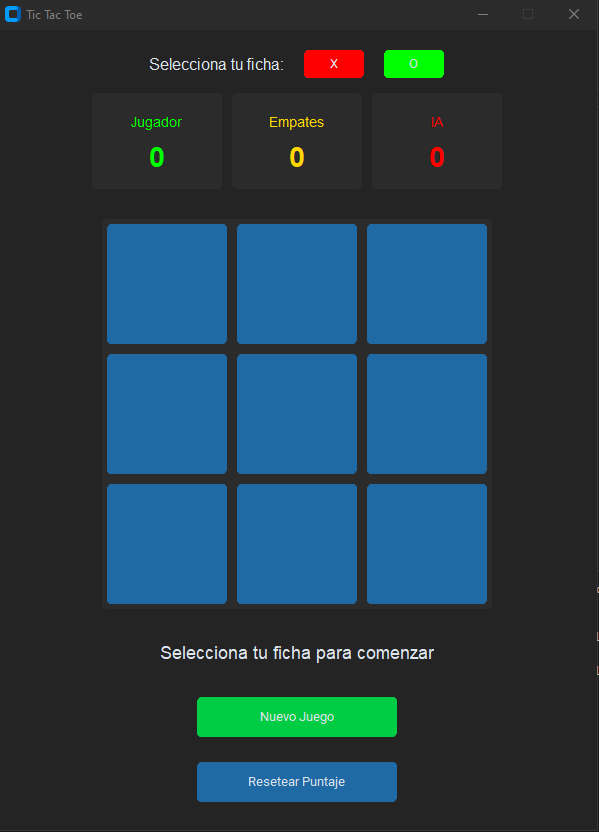 Tic Tac Toe
Selecciona tu ficha: X O
Jugador Empates IA
0 0 0
Selecciona tu ficha para comenzar
Nuevo Juego
Resetear Puntaje